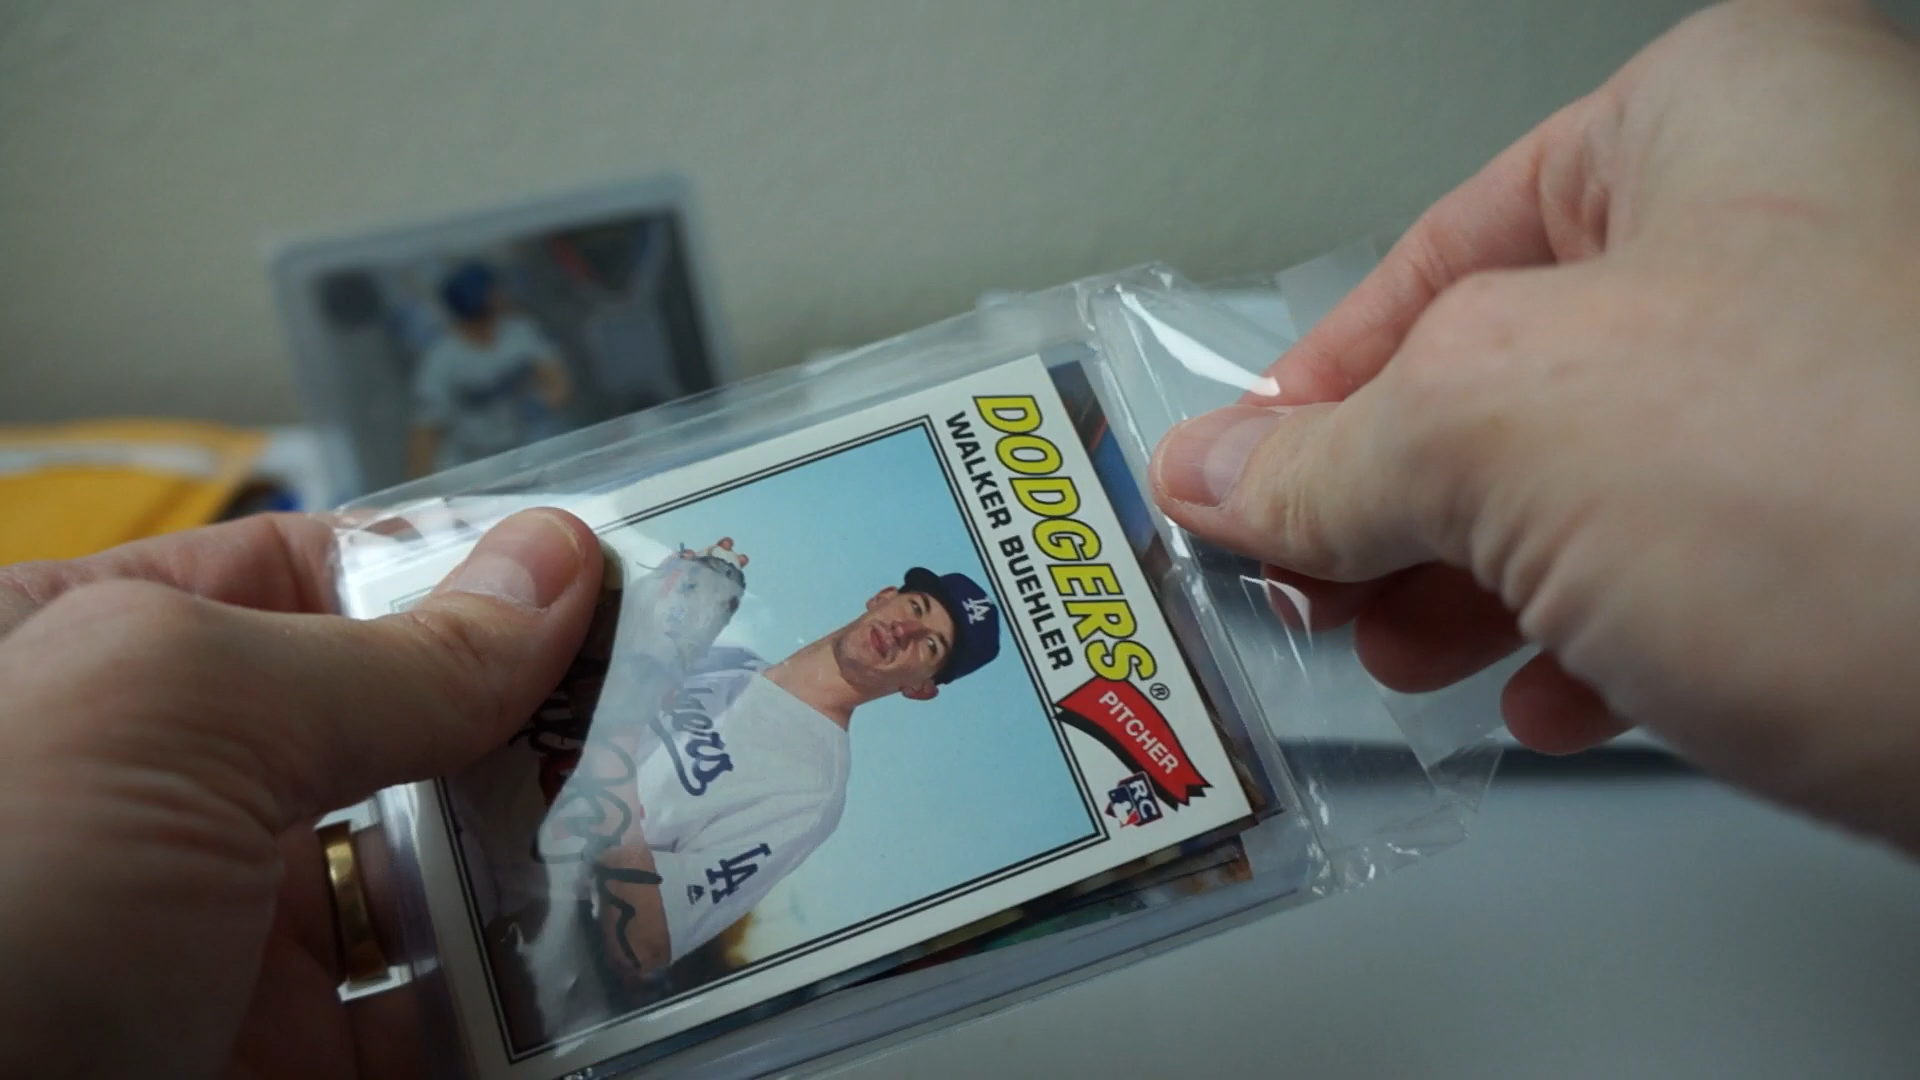 DODGERS®
WALKER BUEHLER
PITCHER
RC
LA
LA